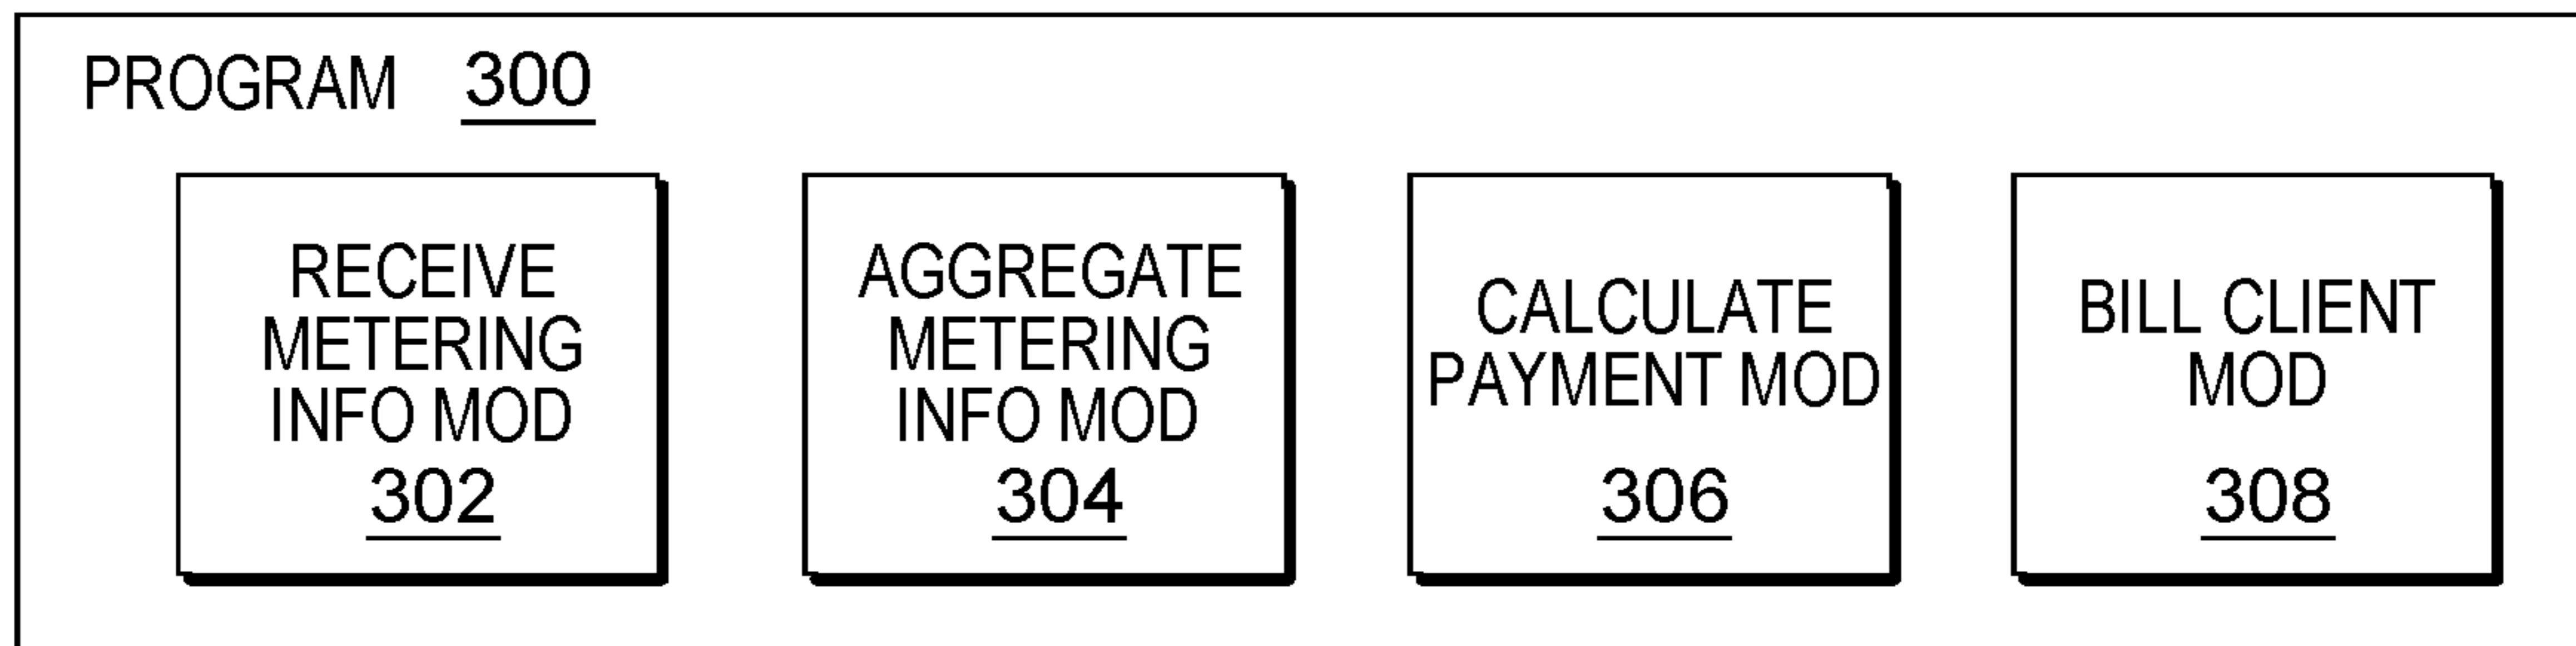 PROGRAM 300
RECEIVE
METERING
INFO MOD
302
AGGREGATE
METERING
INFO MOD
304
CALCULATE
PAYMENT MOD
306
BILL CLIENT
MOD
308